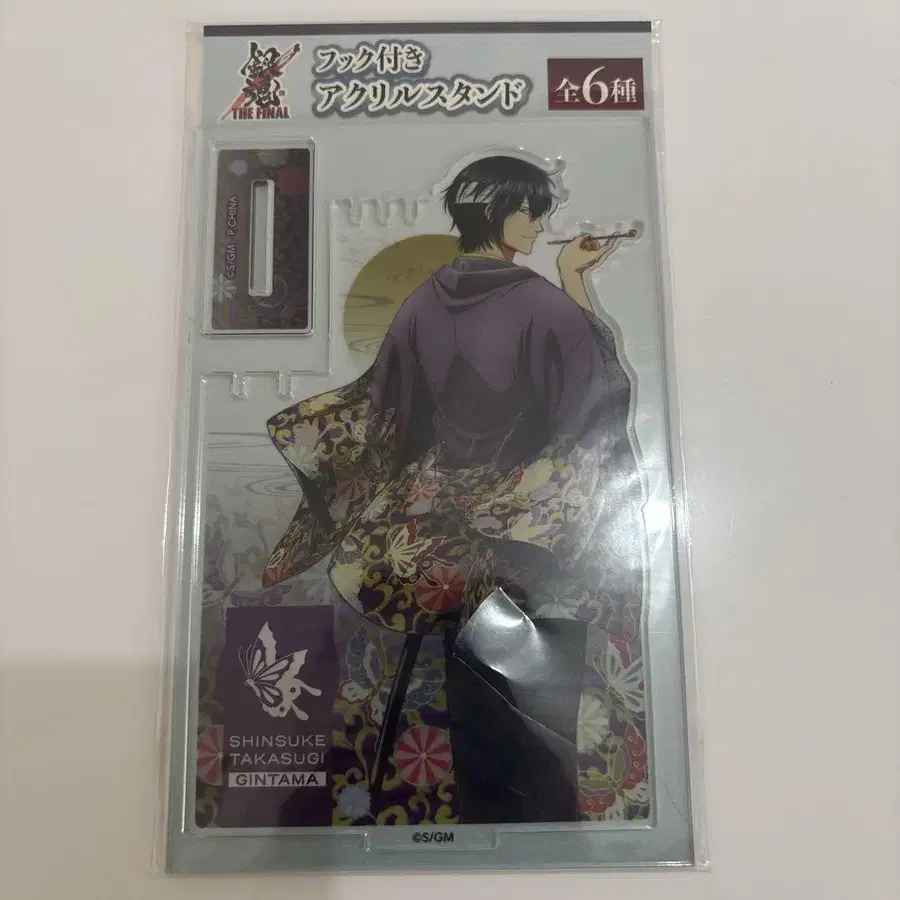 銀魂
THE FINAL
フック付き
アクリルスタンド
全6種
©S/GM P.CHINA
SHINSUKE
TAKASUGI
GINTAMA
©S/GM